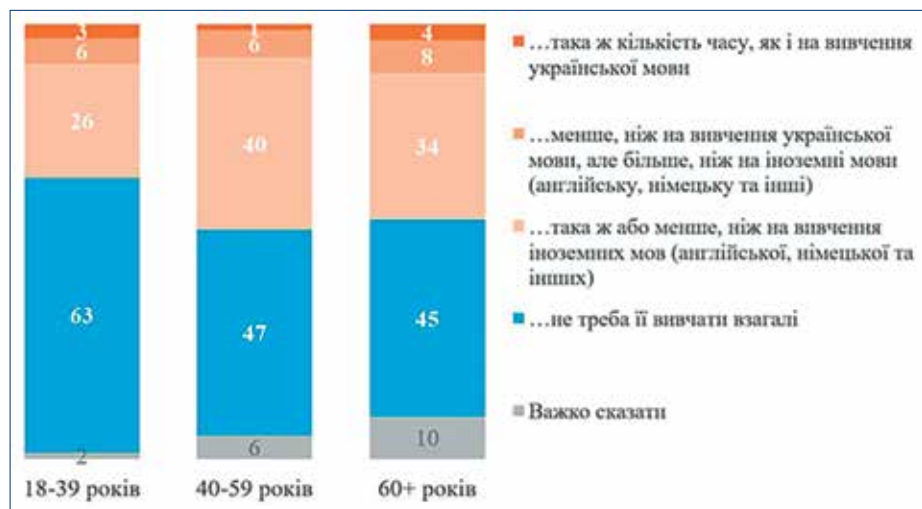 3
1
4
6
6
8
26
40
34
63
47
45
2
6
10
18-39 років
40-59 років
60+ років
…така ж кількість часу, як і на вивчення
української мови
…менше, ніж на вивчення української
мови, але більше, ніж на іноземні мови
(англійську, німецьку та інші)
…така ж або менше, ніж на вивчення
іноземних мов (англійської, німецької та
інших)
…не треба її вивчати взагалі
Важко сказати